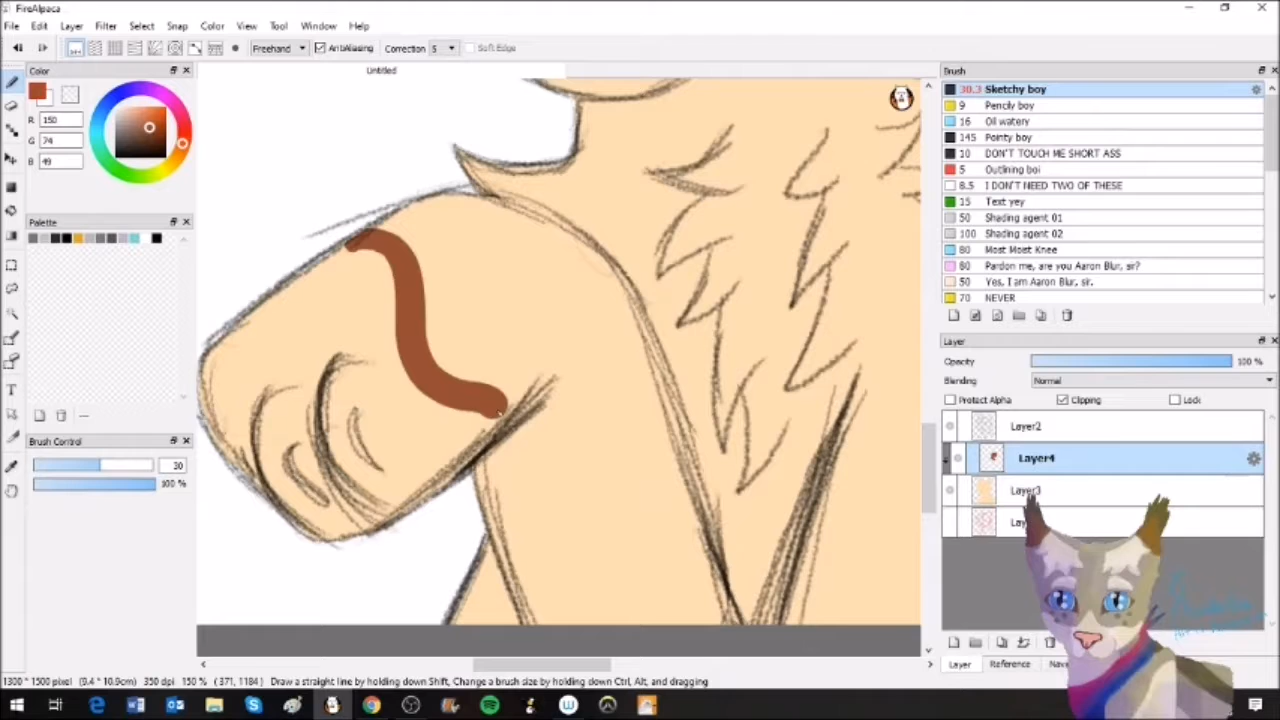 FireAlpaca
File Edit Layer Filter Select Snap Color View Tool Window Help
Freehand AntiAliasing Correction 5 Soft Edge
Color
Untitled
Brush
R 150
G 74
B 49
30.3 Sketchy boy
9 Pencily boy
16 Oil watery
145 Pointy boy
10 DON'T TOUCH ME SHORT ASS
5 Outlining boi
8.5 I DON'T NEED TWO OF THESE
15 Text yey
50 Shading agent 01
100 Shading agent 02
80 Most Most Knee
80 Pardon me, are you Aaron Blur, sir?
50 Yes, I am Aaron Blur, sir.
70 NEVER
Palette
Layer
Opacity 100 %
Blending Normal
Protect Alpha Clipping Lock
Layer2
Layer4
Layer3
Brush Control
30
100 %
Layer Reference
1300 * 1500 pixel (9.4 * 10.9cm) 350 dpi 150 % ( 371, 1184 ) Draw a straight line by holding down Shift, Change a brush size by holding down Ctrl, Alt, and dragging